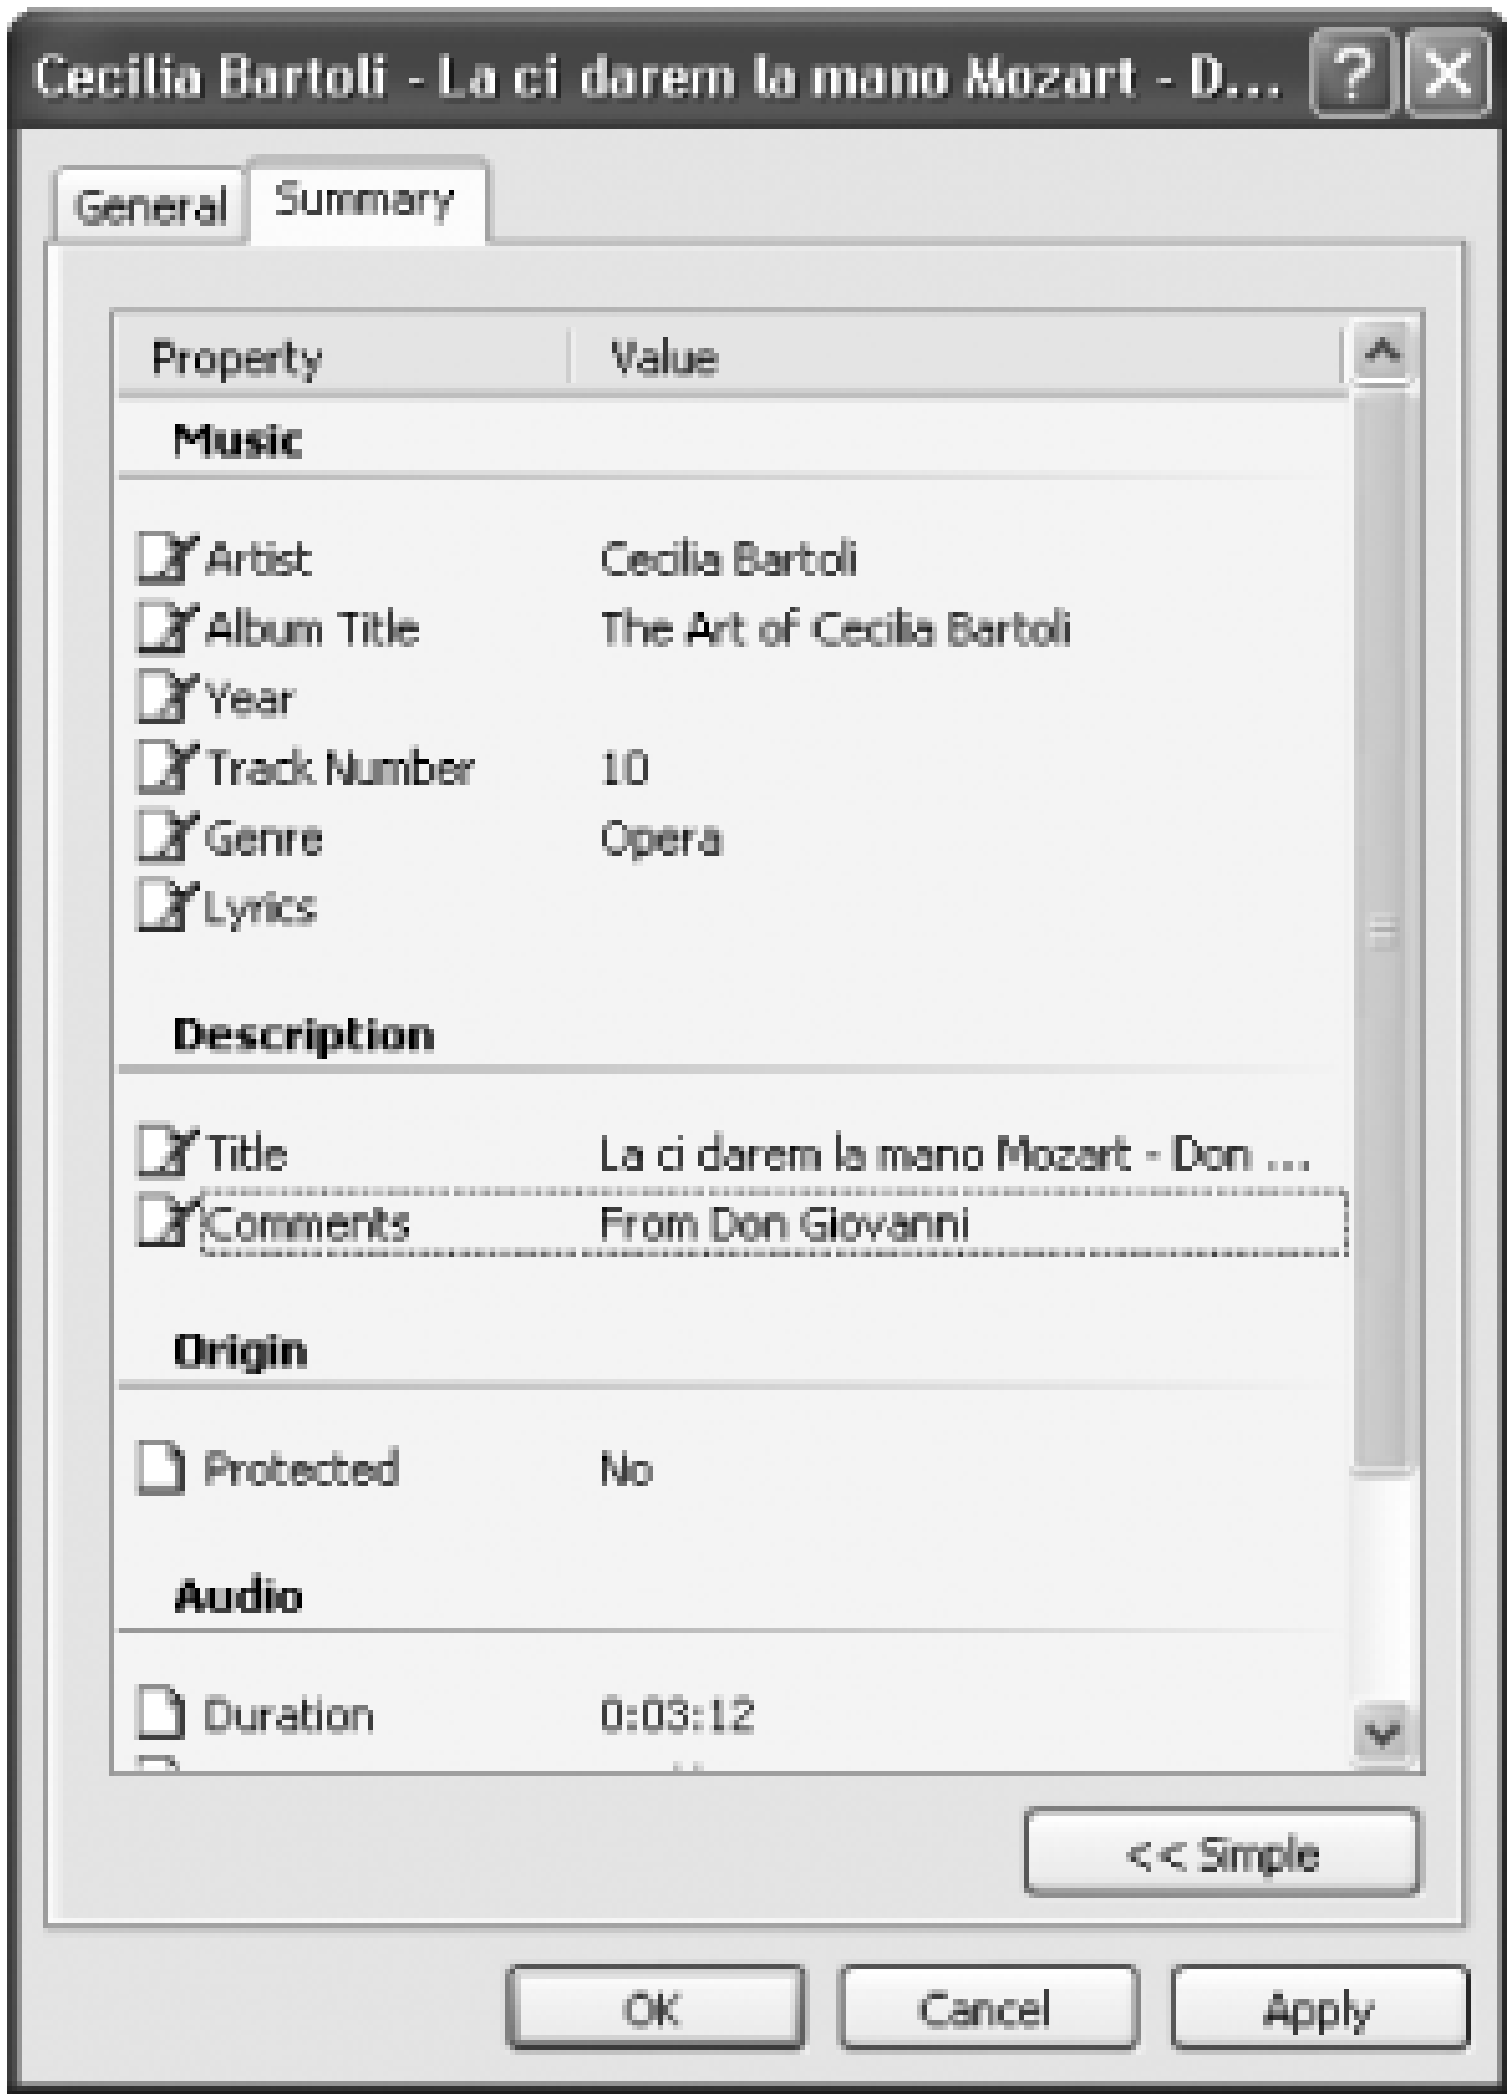 Cecilia Bartoli - La ci darem la mano Mozart - D...
General Summary
Property Value
Music
Artist Cecilia Bartoli
Album Title The Art of Cecilia Bartoli
Year
Track Number 10
Genre Opera
Lyrics
Description
Title La ci darem la mano Mozart - Don ...
Comments From Don Giovanni
Origin
Protected No
Audio
Duration 0:03:12
<< Simple
OK Cancel Apply